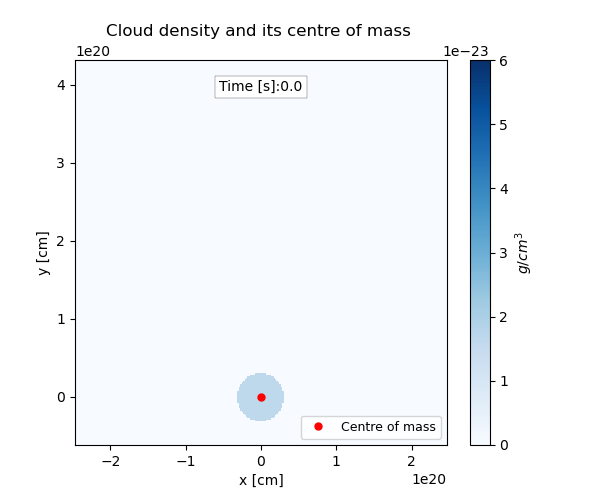 Cloud density and its centre of mass
1e20
1e−23
Time [s]:0.0
4
3
2
1
0
y [cm]
Centre of mass
−2
−1
0
1
2
x [cm]
1e20
6
5
4
3
2
1
0
g/cm³